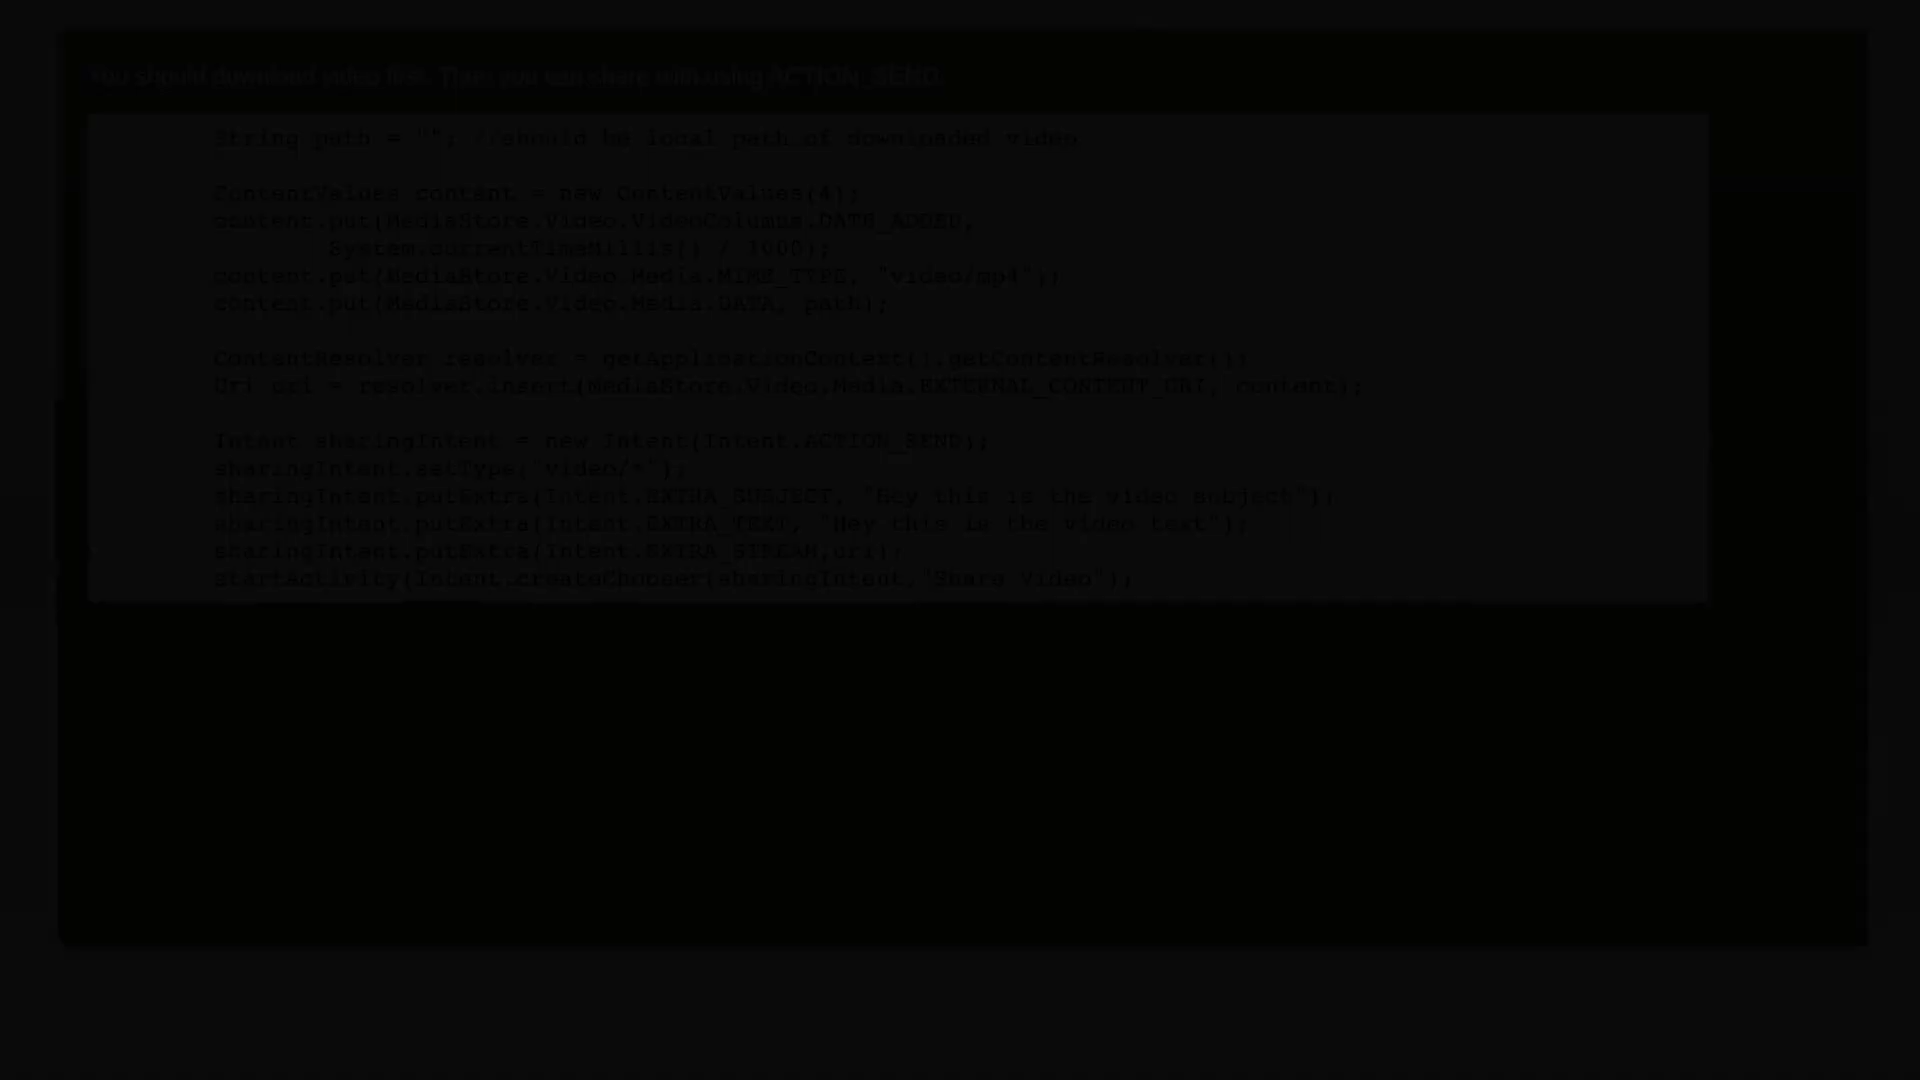 You should download video first. Then you can share with using ACTION_SEND.
String path = ""; //should be local path of downloaded video
ContentValues content = new ContentValues(4);
content.put(MediaStore.Video.VideoColumns.DATE_ADDED,
System.currentTimeMillis() / 1000);
content.put(MediaStore.Video.Media.MIME_TYPE, "video/mp4");
content.put(MediaStore.Video.Media.DATA, path);
ContentResolver resolver = getApplicationContext().getContentResolver();
Uri uri = resolver.insert(MediaStore.Video.Media.EXTERNAL_CONTENT_URI, content);
Intent sharingIntent = new Intent(Intent.ACTION_SEND);
sharingIntent.setType("video/*");
sharingIntent.putExtra(Intent.EXTRA_SUBJECT, "Hey this is the video subject");
sharingIntent.putExtra(Intent.EXTRA_TEXT, "Hey this is the video text");
sharingIntent.putExtra(Intent.EXTRA_STREAM,uri);
startActivity(Intent.createChooser(sharingIntent,"Share Video"));